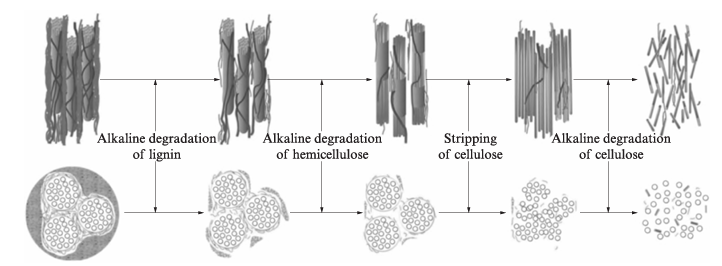 Alkaline degradation
of lignin
Alkaline degradation
of hemicellulose
Stripping
of cellulose
Alkaline degradation
of cellulose